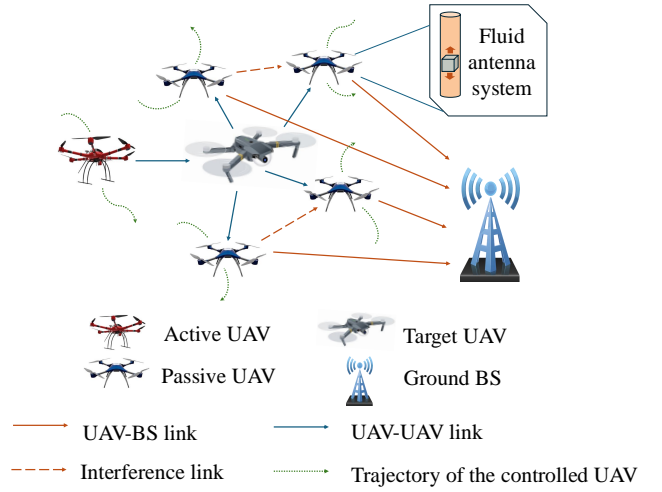 Fluid
antenna
system
Active UAV
Target UAV
Passive UAV
Ground BS
UAV-BS link
UAV-UAV link
Interference link
Trajectory of the controlled UAV